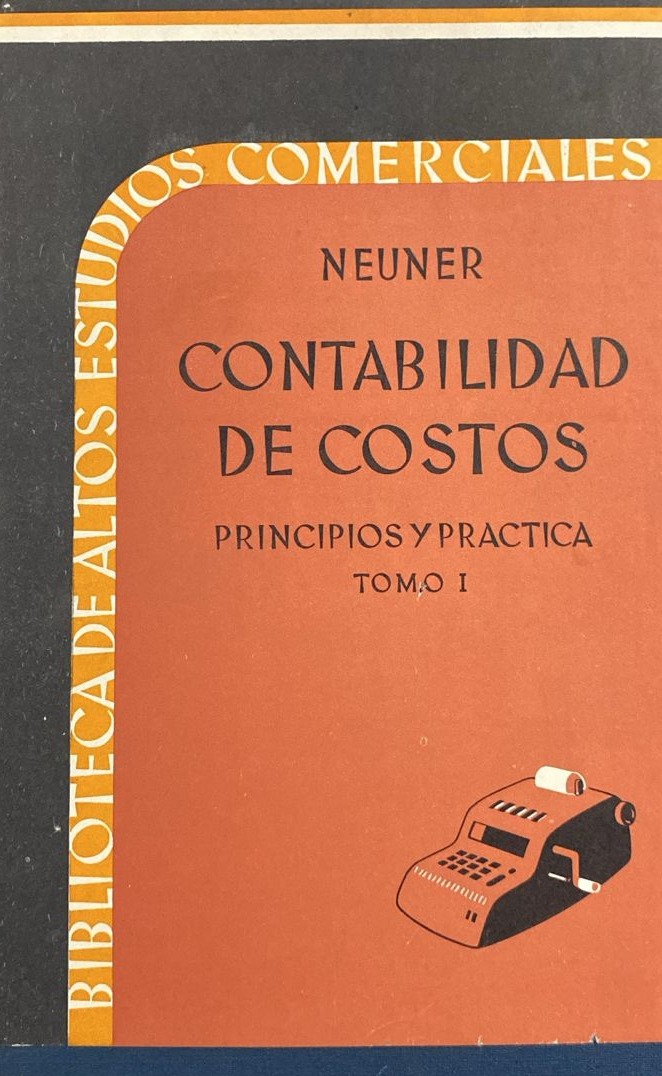 BIBLIOTECA DE ALTOS ESTUDIOS COMERCIALES
NEUNER
CONTABILIDAD
DE COSTOS
PRINCIPIOS Y PRACTICA
TOMO I